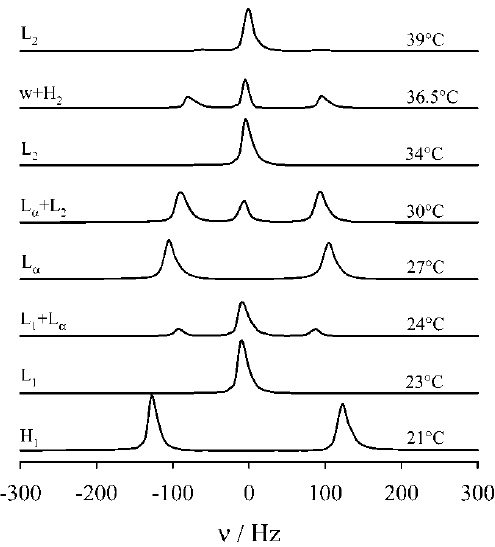 L₂ 39°C
w+H₂ 36.5°C
L₂ 34°C
Lα+L₂ 30°C
Lα 27°C
L₁+Lα 24°C
L₁ 23°C
H₁ 21°C
-300 -200 -100 0 100 200 300
ν / Hz